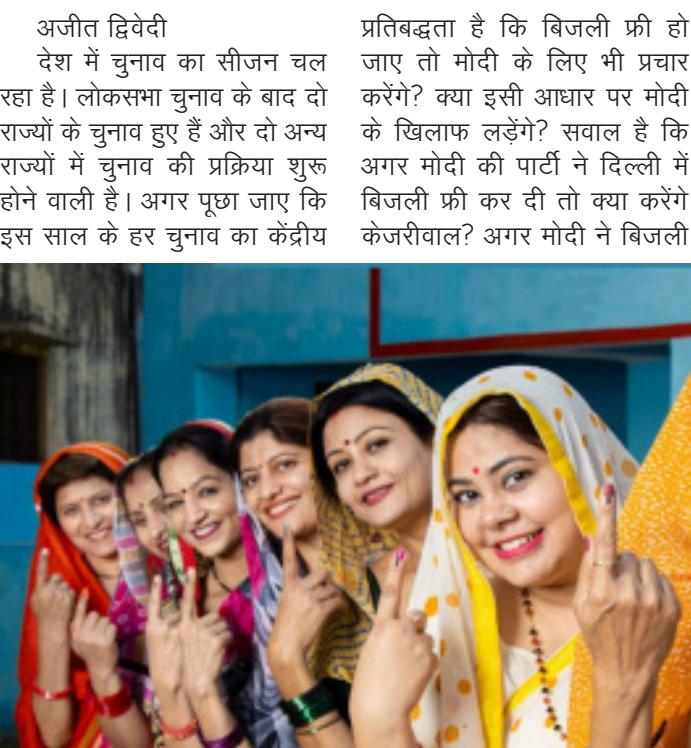 अजीत द्विवेदी
देश में चुनाव का सीजन चल
रहा है। लोकसभा चुनाव के बाद दो
राज्यों के चुनाव हुए हैं और दो अन्य
राज्यों में चुनाव की प्रक्रिया शुरू
होने वाली है। अगर पूछा जाए कि
इस साल के हर चुनाव का केंद्रीय
प्रतिबद्धता है कि बिजली फ्री हो
जाए तो मोदी के लिए भी प्रचार
करेंगे? क्या इसी आधार पर मोदी
के खिलाफ लड़ेंगे? सवाल है कि
अगर मोदी की पार्टी ने दिल्ली में
बिजली फ्री कर दी तो क्या करेंगे
केजरीवाल? अगर मोदी ने बिजली